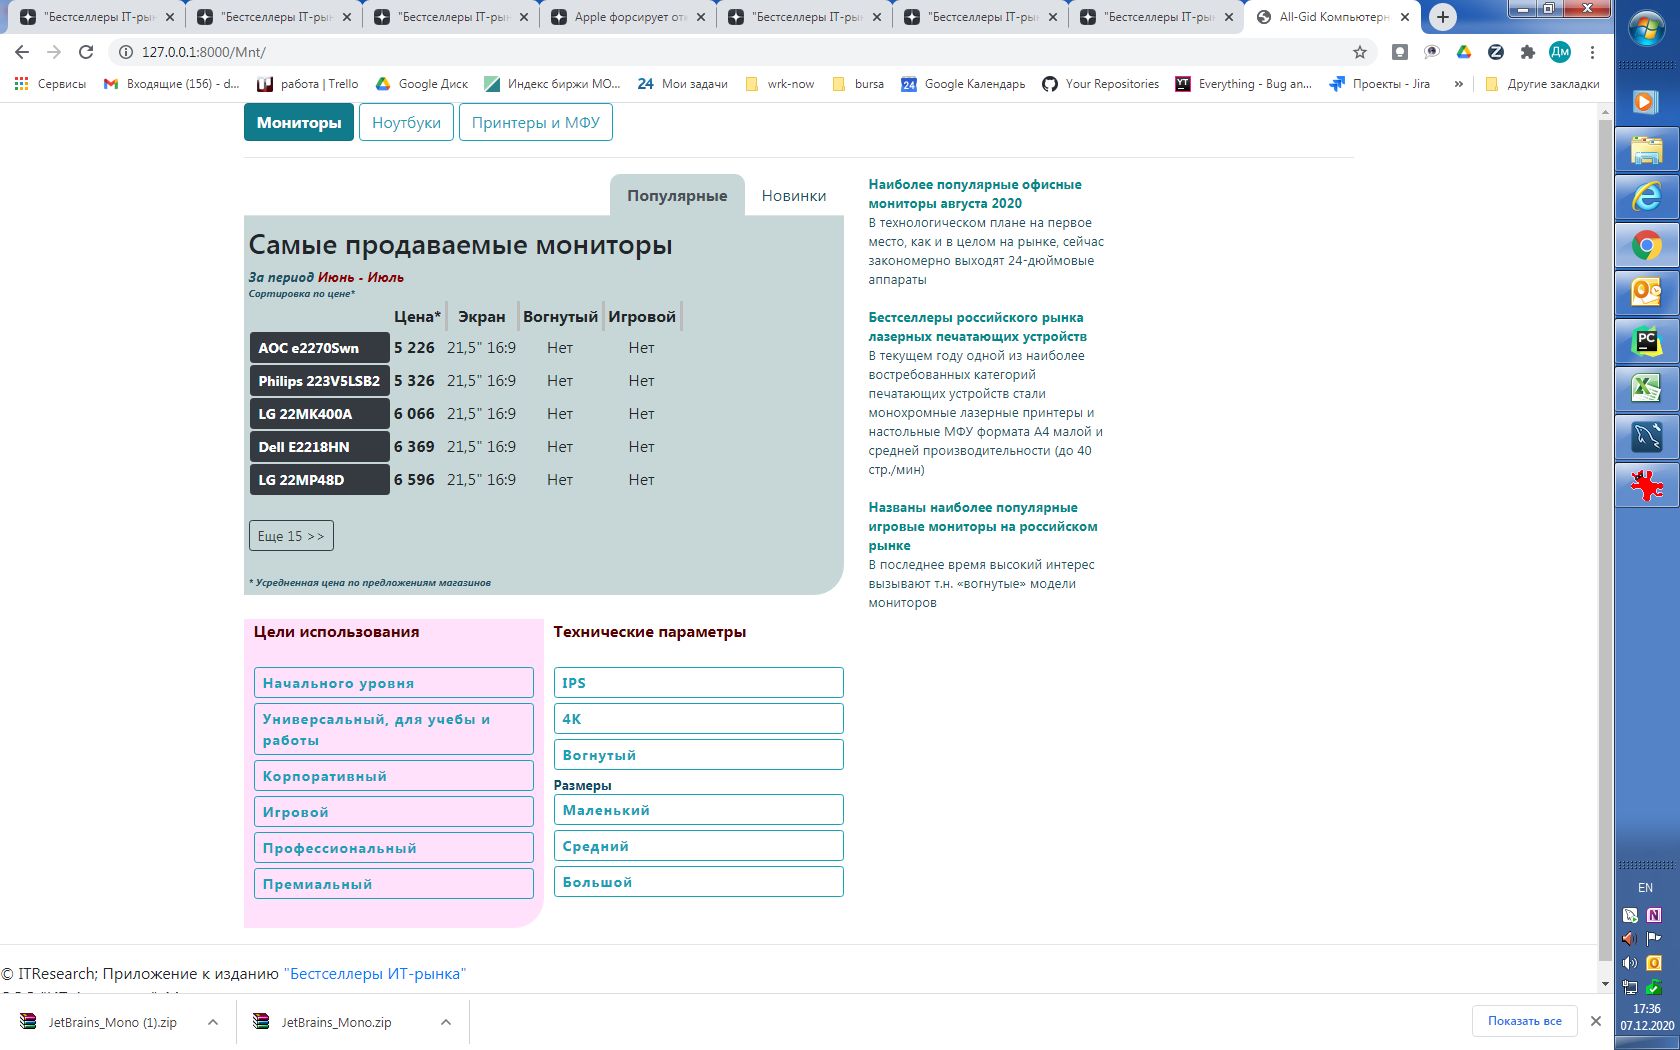 "Бестселлеры IT-рын
"Бестселлеры IT-рын
"Бестселлеры IT-рын
Apple форсирует от
"Бестселлеры IT-рын
"Бестселлеры IT-рын
"Бестселлеры IT-рын
All-Gid Компьютерн
127.0.0.1:8000/Mnt/
Дм
Сервисы
Входящие (156) - d...
работа | Trello
Google Диск
Индекс биржи MO...
24 Мои задачи
wrk-now
bursa
24 Google Календарь
Your Repositories
YT Everything - Bug an...
Проекты - Jira
»
Другие закладки
Мониторы
Ноутбуки
Принтеры и МФУ
Популярные
Новинки
Самые продаваемые мониторы
За период Июнь - Июль
Сортировка по цене*
Цена* Экран Вогнутый Игровой
AOC e2270Swn 5 226 21,5" 16:9 Нет Нет
Philips 223V5LSB2 5 326 21,5" 16:9 Нет Нет
LG 22MK400A 6 066 21,5" 16:9 Нет Нет
Dell E2218HN 6 369 21,5" 16:9 Нет Нет
LG 22MP48D 6 596 21,5" 16:9 Нет Нет
Еще 15 >>
* Усредненная цена по предложениям магазинов
Наиболее популярные офисные
мониторы августа 2020
В технологическом плане на первое
место, как и в целом на рынке, сейчас
закономерно выходят 24-дюймовые
аппараты
Бестселлеры российского рынка
лазерных печатающих устройств
В текущем году одной из наиболее
востребованных категорий
печатающих устройств стали
монохромные лазерные принтеры и
настольные МФУ формата А4 малой и
средней производительности (до 40
стр./мин)
Названы наиболее популярные
игровые мониторы на российском
рынке
В последнее время высокий интерес
вызывают т.н. «вогнутые» модели
мониторов
Цели использования
Начального уровня
Универсальный, для учебы и
работы
Корпоративный
Игровой
Профессиональный
Премиальный
Технические параметры
IPS
4K
Вогнутый
Размеры
Маленький
Средний
Большой
© ITResearch; Приложение к изданию "Бестселлеры ИТ-рынка"
JetBrains_Mono (1).zip
JetBrains_Mono.zip
Показать все
PC
EN
17:36
07.12.2020